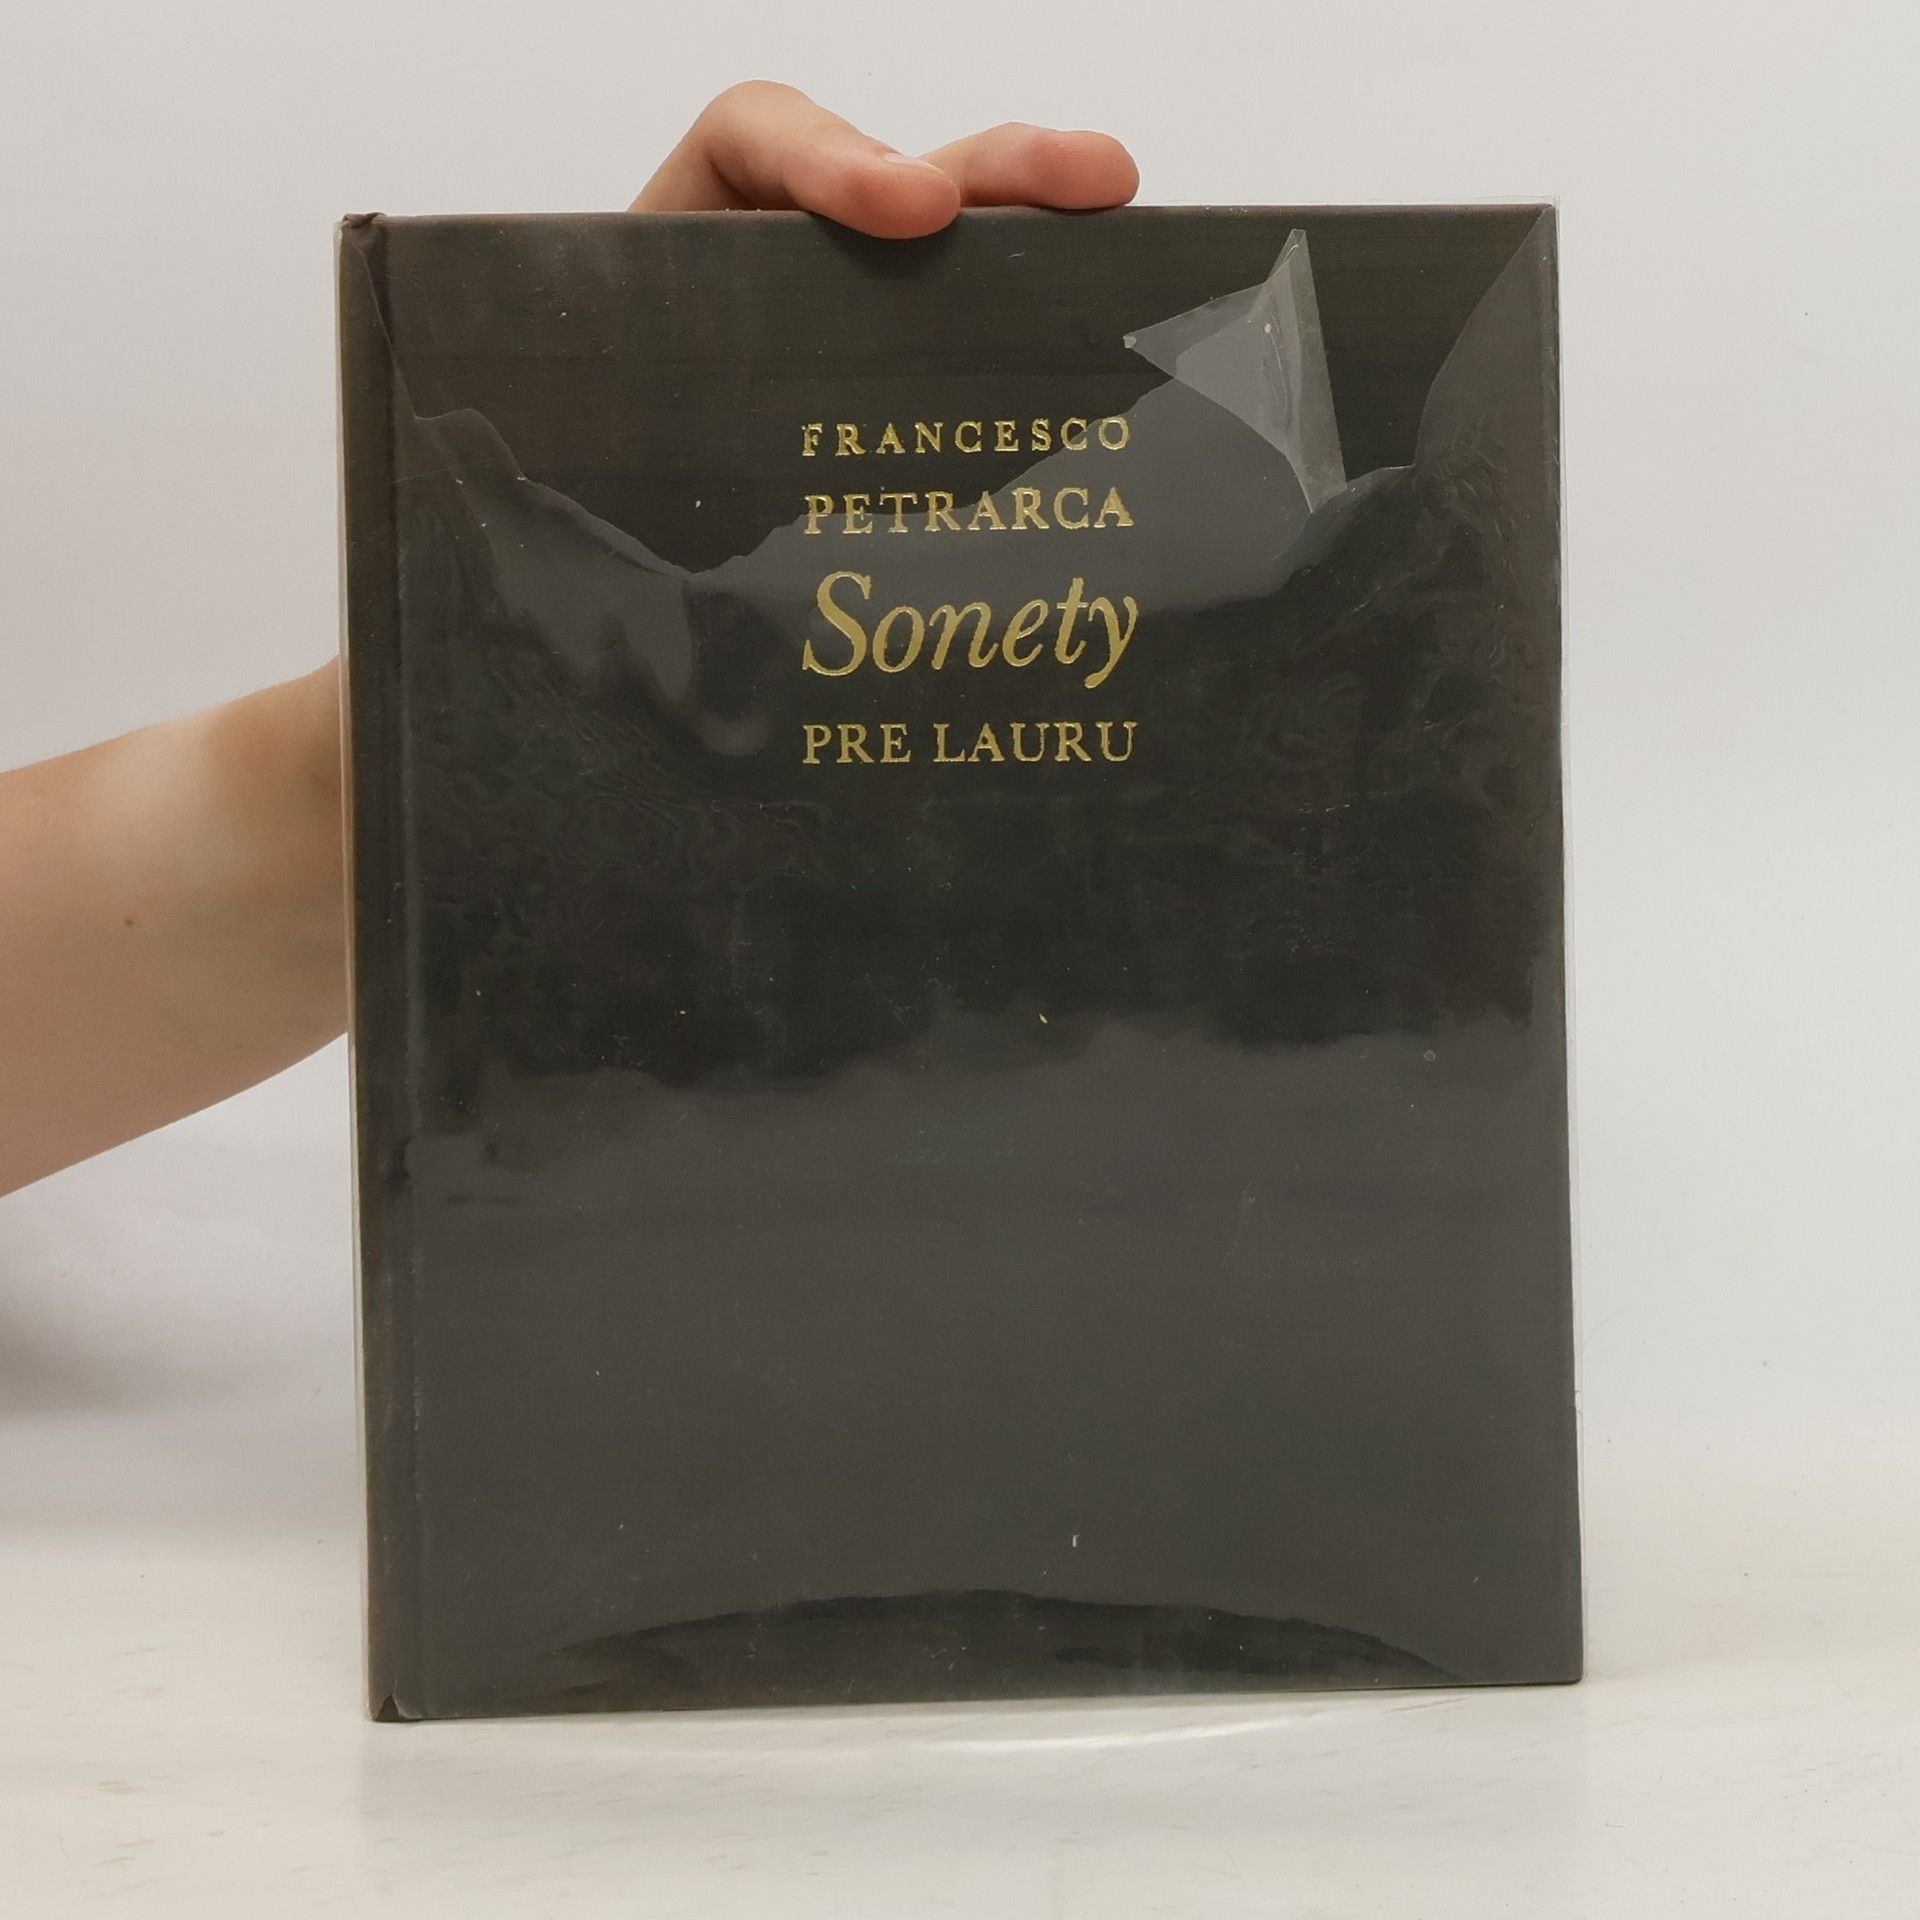 FRANCESCO
PETRARCA
Sonety
PRE LAURU